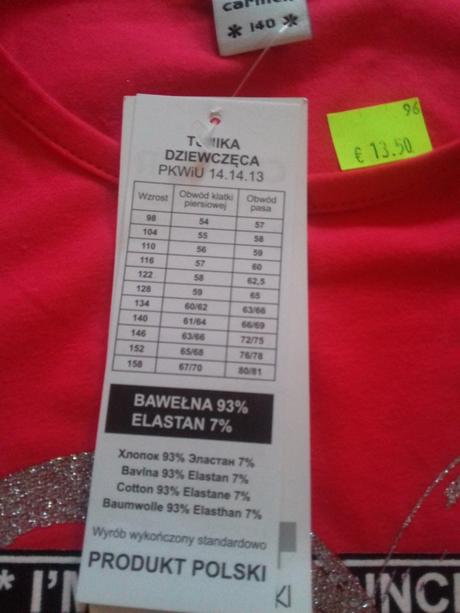 * 140 *
96
€ 13.50
TUNIKA
DZIEWCZĘCA
PKWiU 14.14.13
Wzrost Obwód klatki piersiowej Obwód pasa
98 54 57
104 55 58
110 56 59
116 57 60
122 58 62,5
128 59 65
134 60/62 63/66
140 61/64 66/69
146 63/66 72/75
152 65/68 76/78
158 67/70 80/81
BAWEŁNA 93%
ELASTAN 7%
Хлопок 93% Эластан 7%
Bavlna 93% Elastan 7%
Cotton 93% Elastane 7%
Baumwolle 93% Elasthan 7%
Wyrób wykończony standardowo
PRODUKT POLSKI
* I'M